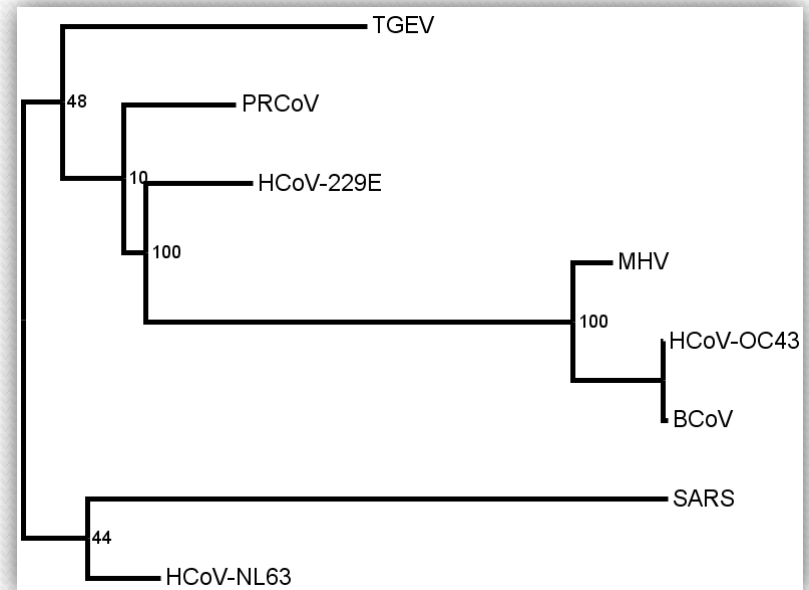 TGEV
48
PRCoV
10
HCoV-229E
100
MHV
100
HCoV-OC43
BCoV
SARS
44
HCoV-NL63